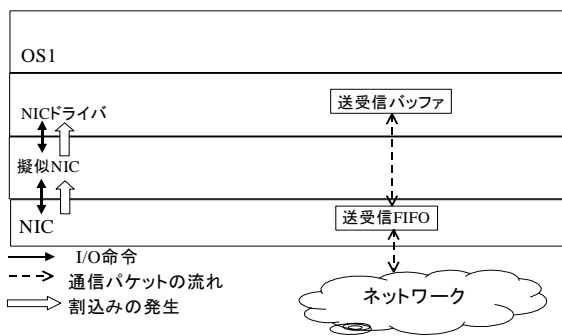 OS1
NICドライバ
送受信バッファ
擬似NIC
NIC
送受信FIFO
I/O命令
通信パケットの流れ
割込みの発生
ネットワーク